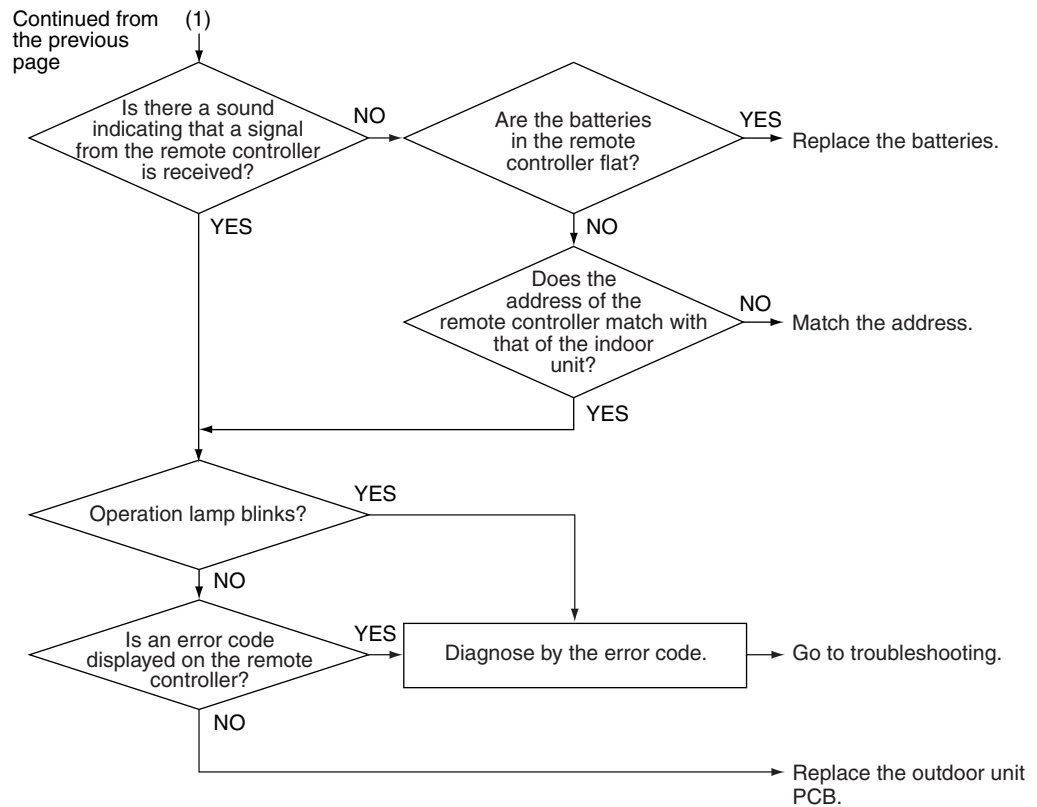 Continued from (1)
the previous
page
Is there a sound
indicating that a signal
from the remote controller
is received?
NO
Are the batteries
in the remote
controller flat?
YES
Replace the batteries.
YES
NO
Does the
address of the
remote controller match with
that of the indoor
unit?
NO
Match the address.
YES
Operation lamp blinks?
YES
NO
Is an error code
displayed on the remote
controller?
YES
Diagnose by the error code.
Go to troubleshooting.
NO
Replace the outdoor unit
PCB.